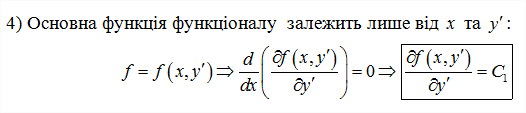 4) Основна функція функціоналу залежить лише від x та y′ :
f = f(x, y′) ⇒ d/dx (∂f(x, y′)/∂y′) = 0 ⇒ ∂f(x, y′)/∂y′ = C₁